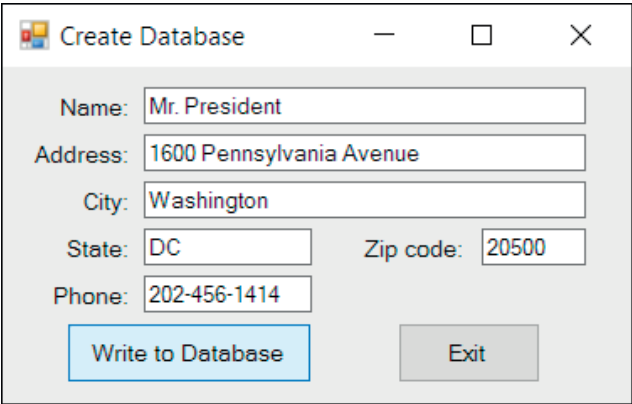 Create Database
Name: Mr. President
Address: 1600 Pennsylvania Avenue
City: Washington
State: DC Zip code: 20500
Phone: 202-456-1414
Write to Database Exit